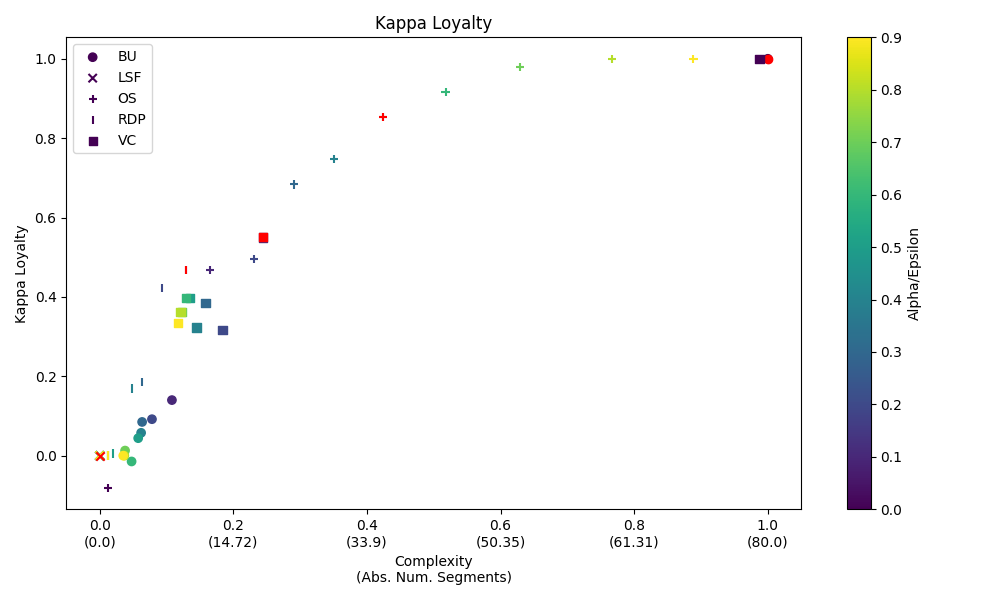 Kappa Loyalty
BU
LSF
OS
RDP
VC
Kappa Loyalty
1.0
0.8
0.6
0.4
0.2
0.0
0.0 0.2 0.4 0.6 0.8 1.0
(0.0) (14.72) (33.9) (50.35) (61.31) (80.0)
Complexity
(Abs. Num. Segments)
0.9
0.8
0.7
0.6
0.5
0.4
0.3
0.2
0.1
0.0
Alpha/Epsilon